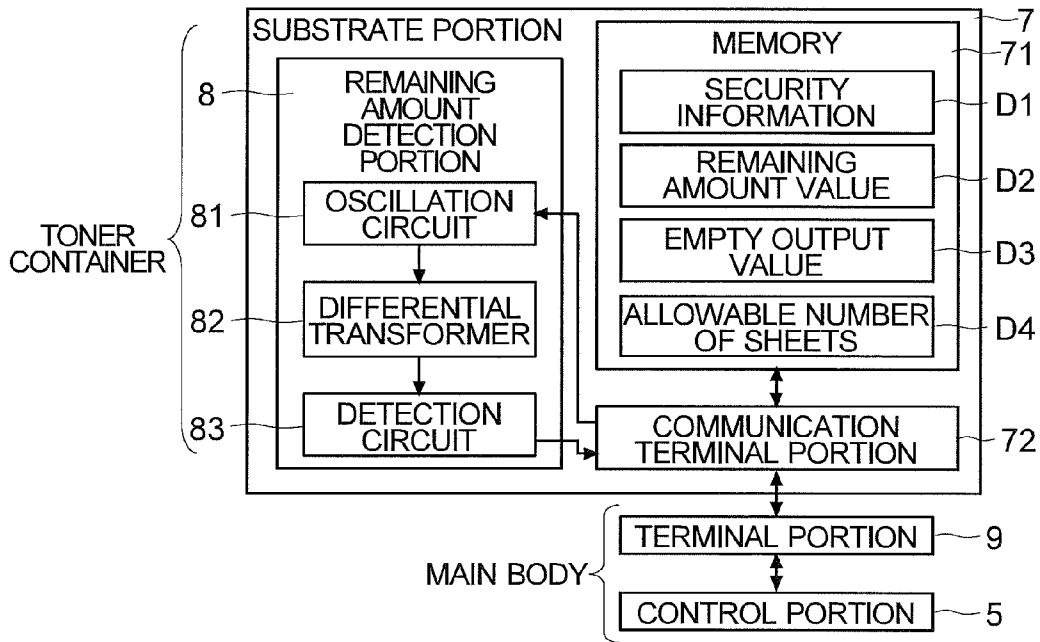 SUBSTRATE PORTION
7
MEMORY
71
SECURITY
INFORMATION
D1
REMAINING
AMOUNT VALUE
D2
EMPTY OUTPUT
VALUE
D3
ALLOWABLE NUMBER
OF SHEETS
D4
8
REMAINING
AMOUNT
DETECTION
PORTION
81
OSCILLATION
CIRCUIT
TONER
CONTAINER
82
DIFFERENTIAL
TRANSFORMER
83
DETECTION
CIRCUIT
COMMUNICATION
TERMINAL PORTION
72
MAIN BODY
TERMINAL PORTION
9
CONTROL PORTION
5